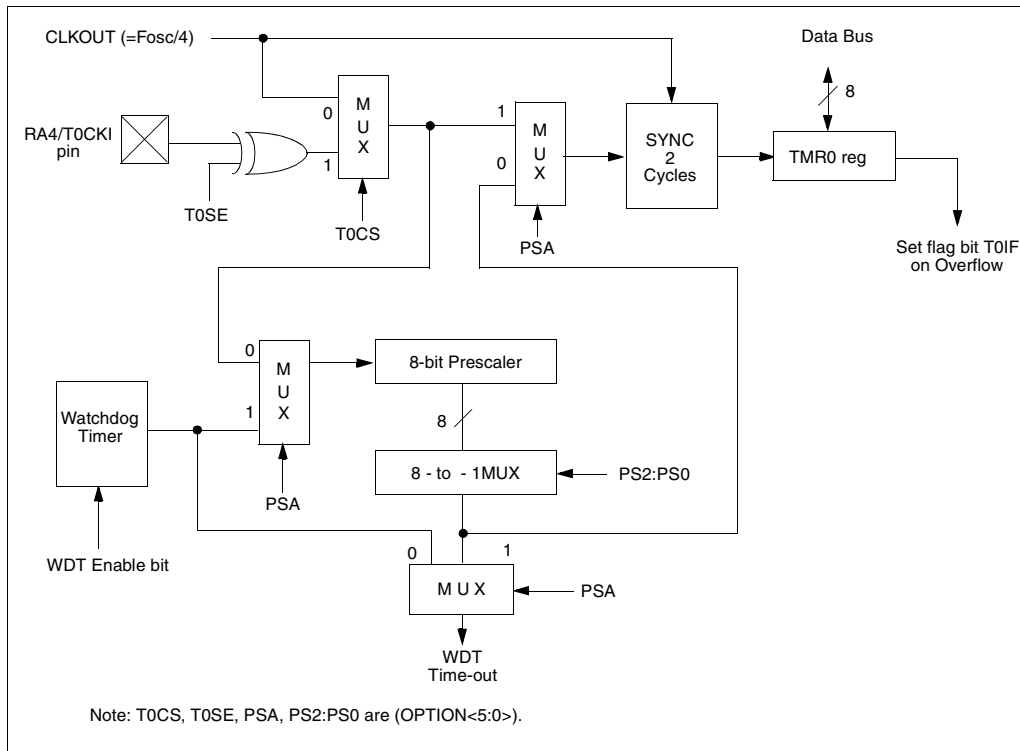 CLKOUT (=Fosc/4)
Data Bus
8
RA4/T0CKI
pin
0
1
M
U
X
T0SE
T0CS
1
0
M
U
X
PSA
SYNC
2
Cycles
TMR0 reg
Set flag bit T0IF
on Overflow
0
1
M
U
X
PSA
8-bit Prescaler
8
Watchdog
Timer
8 - to - 1MUX
PS2:PS0
WDT Enable bit
0
1
M U X
PSA
WDT
Time-out
Note: T0CS, T0SE, PSA, PS2:PS0 are (OPTION<5:0>).